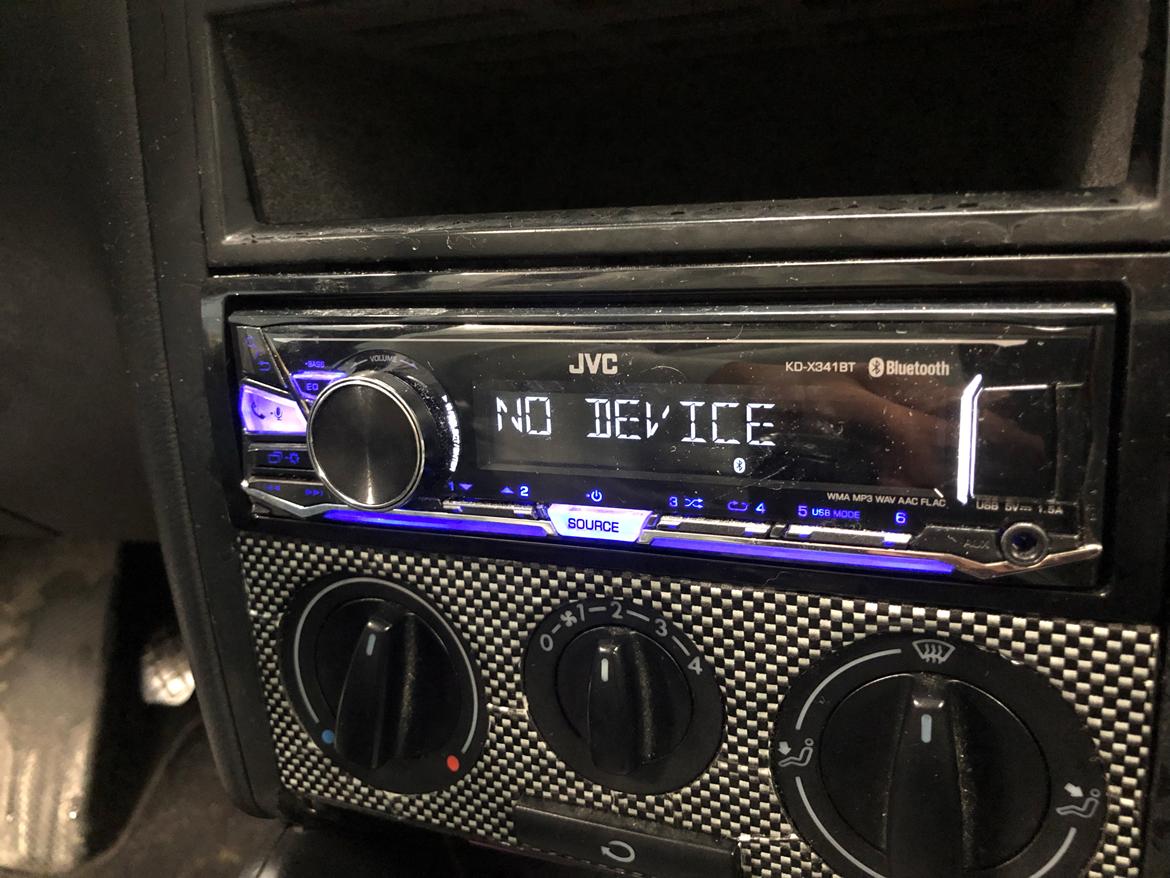 JVC
KD-X341BT Bluetooth
VOLUME
BASS
EQ
NO DEVICE
1 2 3 4 5 USB MODE 6
WMA MP3 WAV AAC FLAC
USB 5V 1.5A
SOURCE
AUX
0 1 2 3 4